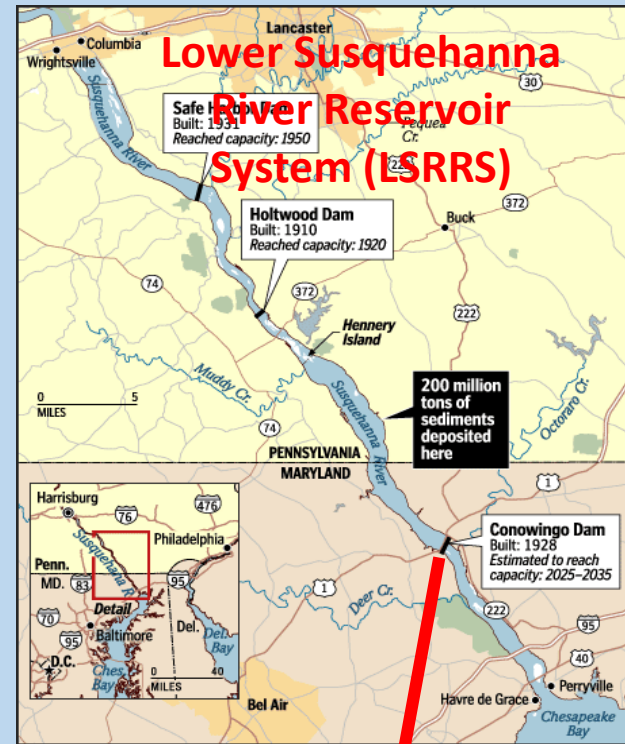 Lancaster
Columbia
Wrightsville
Lower Susquehanna
River Reservoir
System (LSRRS)
30
Susquehanna River
Safe Harbor Dam
Built: 1931
Reached capacity: 1950
Pequea
Cr.
372
Holtwood Dam
Built: 1910
Reached capacity: 1920
Buck
74
372
222
Hennery
Island
Muddy Cr.
0 5
MILES
Susquehanna River
200 million
tons of
sediments
deposited
here
Octoraro Cr.
74
PENNSYLVANIA
MARYLAND
1
Conowingo Dam
Built: 1928
Estimated to reach
capacity: 2025–2035
Harrisburg
76
476
Philadelphia
Susquehana R.
Penn.
MD.
83
95
Detail
70
95
Baltimore
Del.
Del.
Bay
D.C.
Ches.
Bay
0 40
MILES
1
Deer Cr.
222
95
40
Perryville
Havre de Grace
Bel Air
Chesapeake
Bay